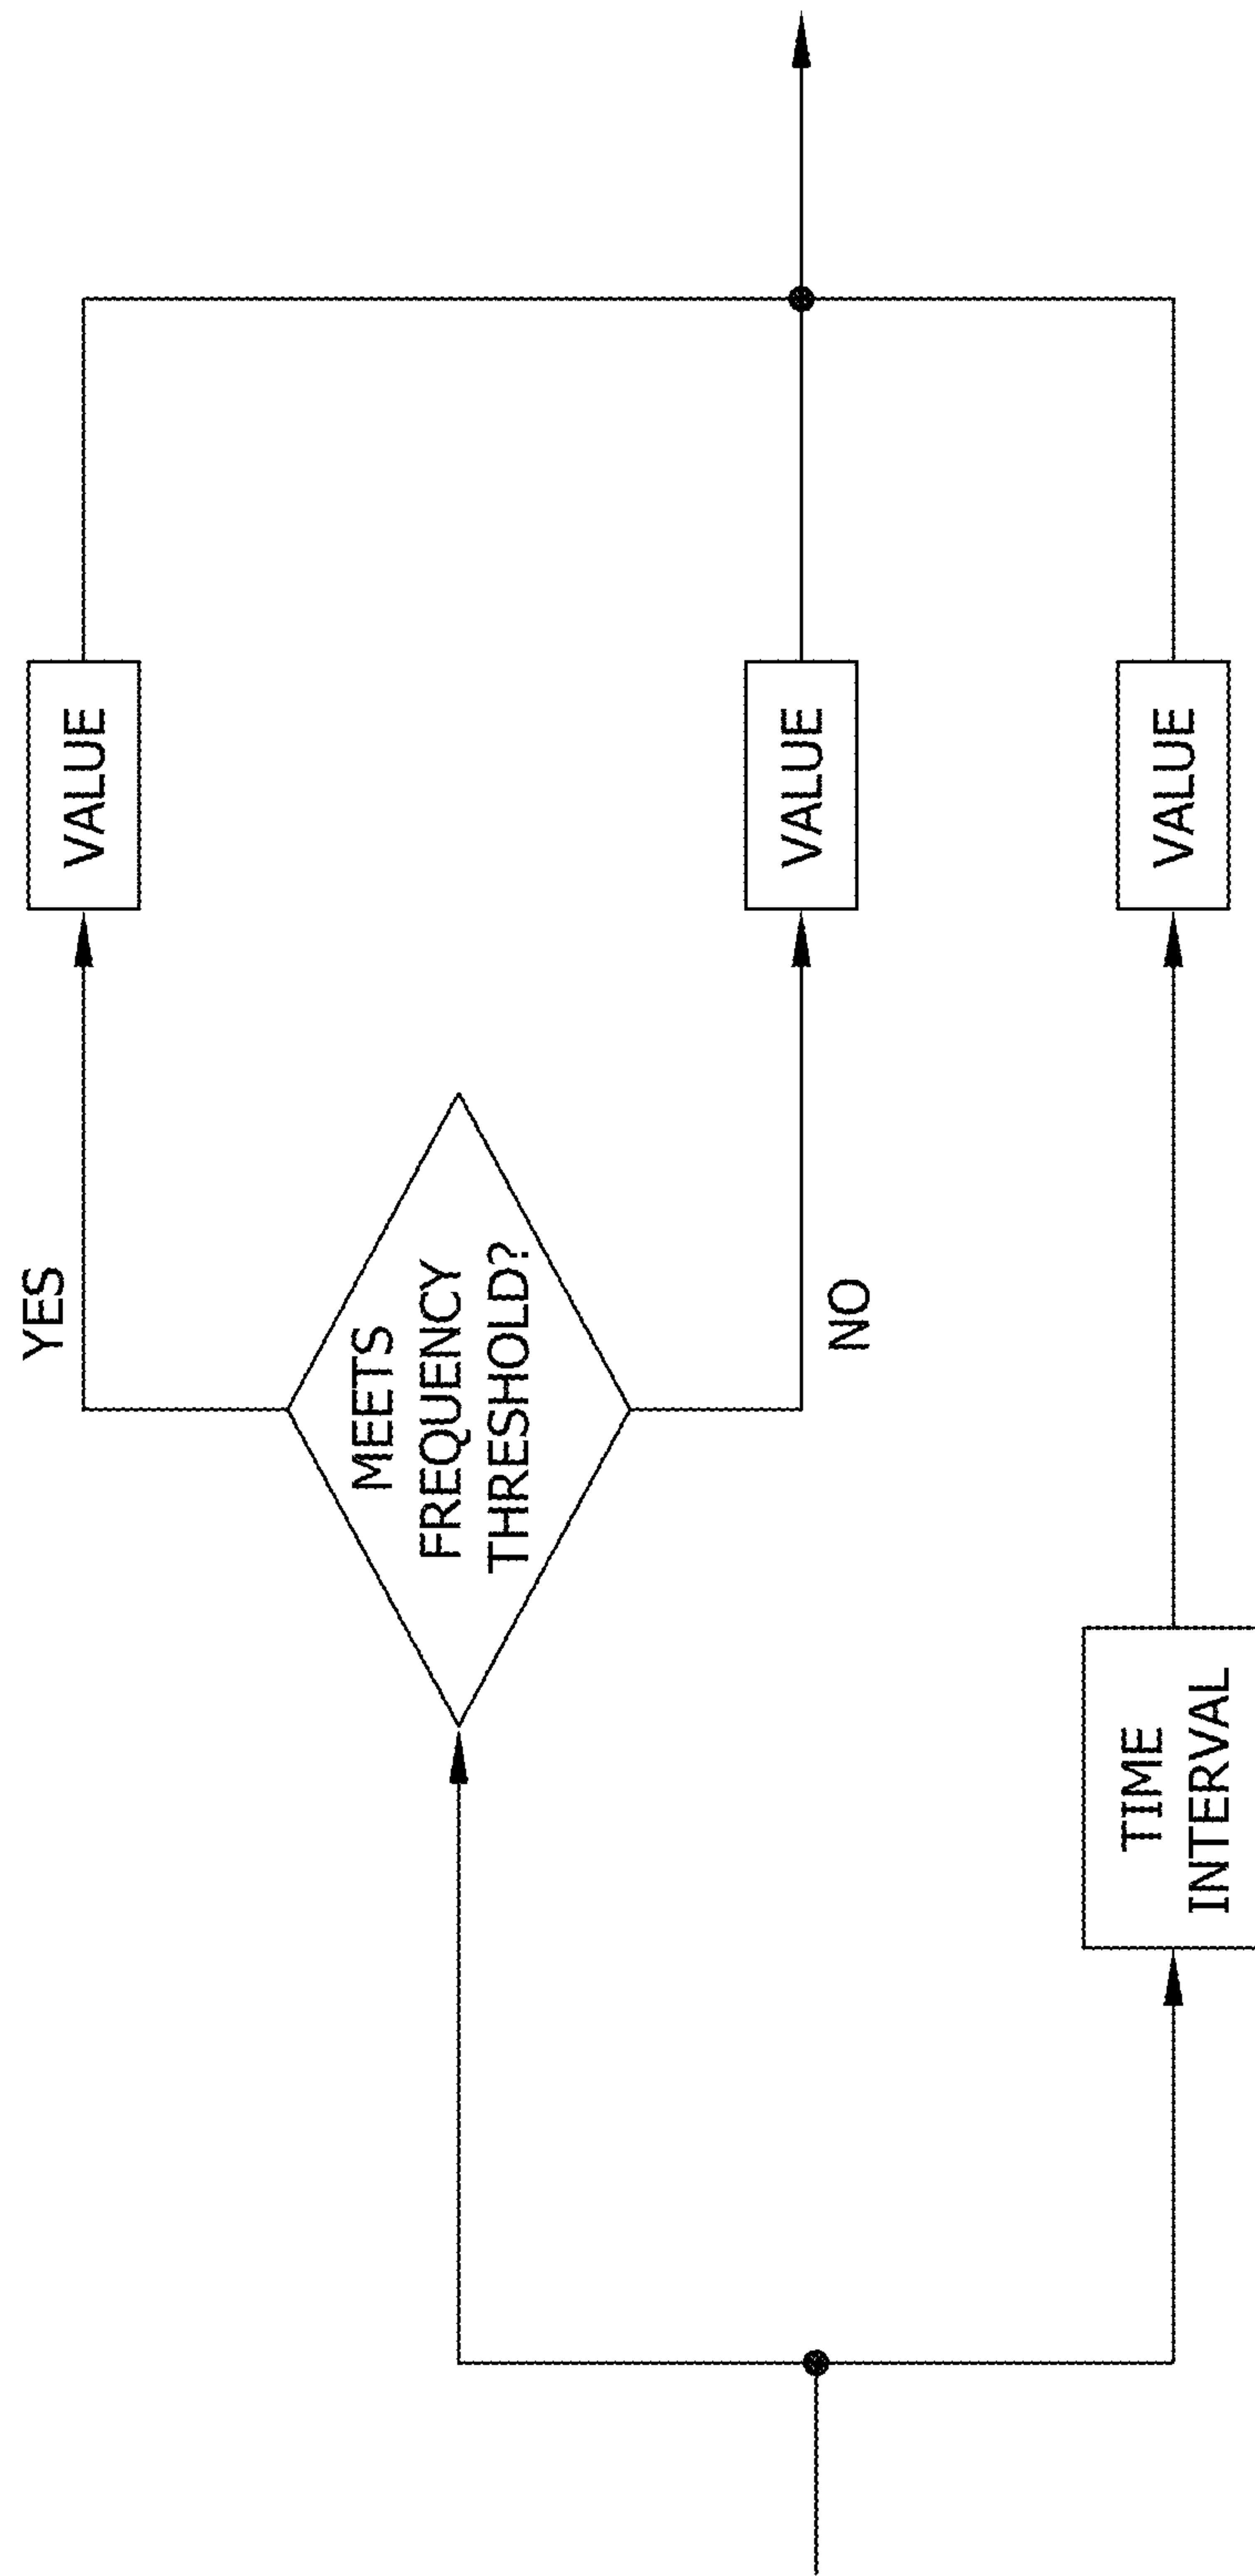 YES
MEETS
FREQUENCY
THRESHOLD?
NO
TIME
INTERVAL
VALUE
VALUE
VALUE